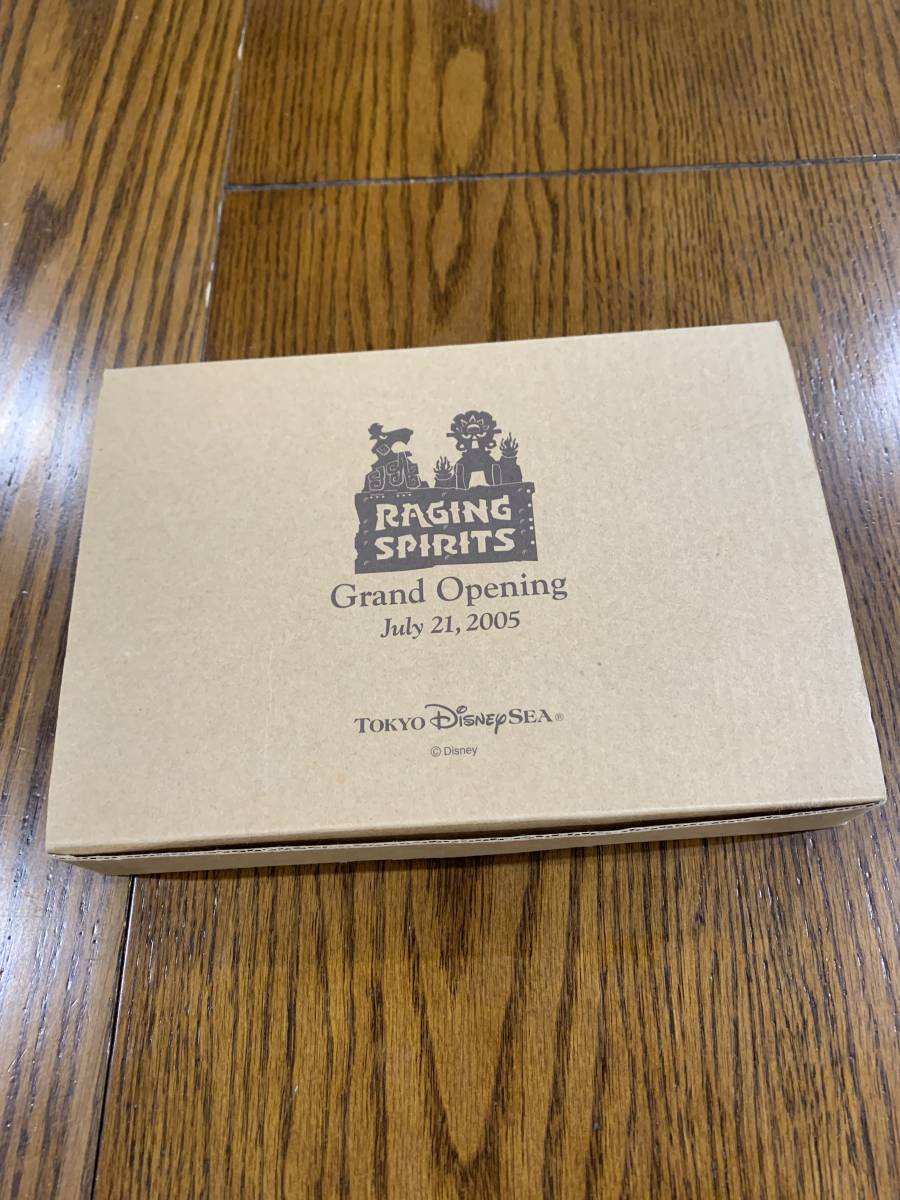 RAGING
SPIRITS
Grand Opening
July 21, 2005
TOKYO DisneySEA®
© Disney